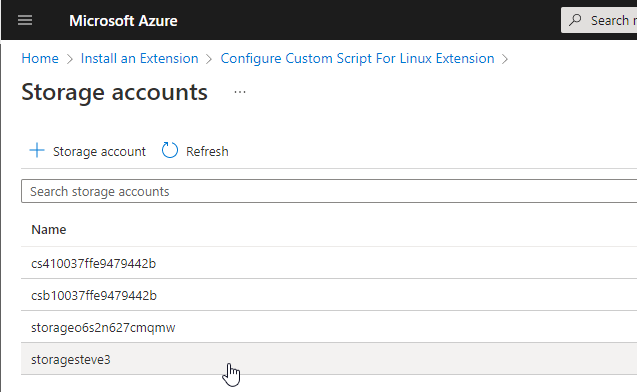 Microsoft Azure
Search r
Home > Install an Extension > Configure Custom Script For Linux Extension >
Storage accounts ...
+ Storage account Refresh
Search storage accounts
Name
cs410037ffe9479442b
csb10037ffe9479442b
storageo6s2n627cmqmw
storagesteve3